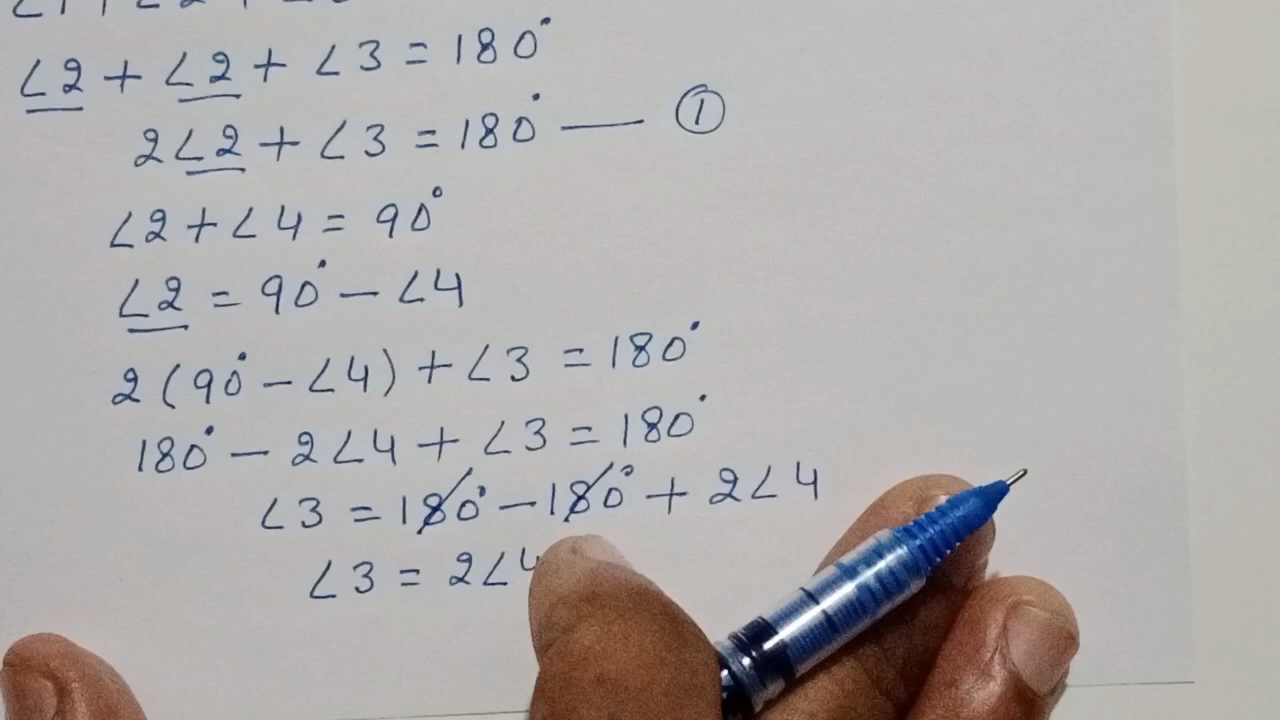 ∠2 + ∠2 + ∠3 = 180°
2∠2 + ∠3 = 180° — ①
∠2 + ∠4 = 90°
∠2 = 90° - ∠4
2(90° - ∠4) + ∠3 = 180°
180° - 2∠4 + ∠3 = 180°
∠3 = 180° - 180° + 2∠4
∠3 = 2∠4